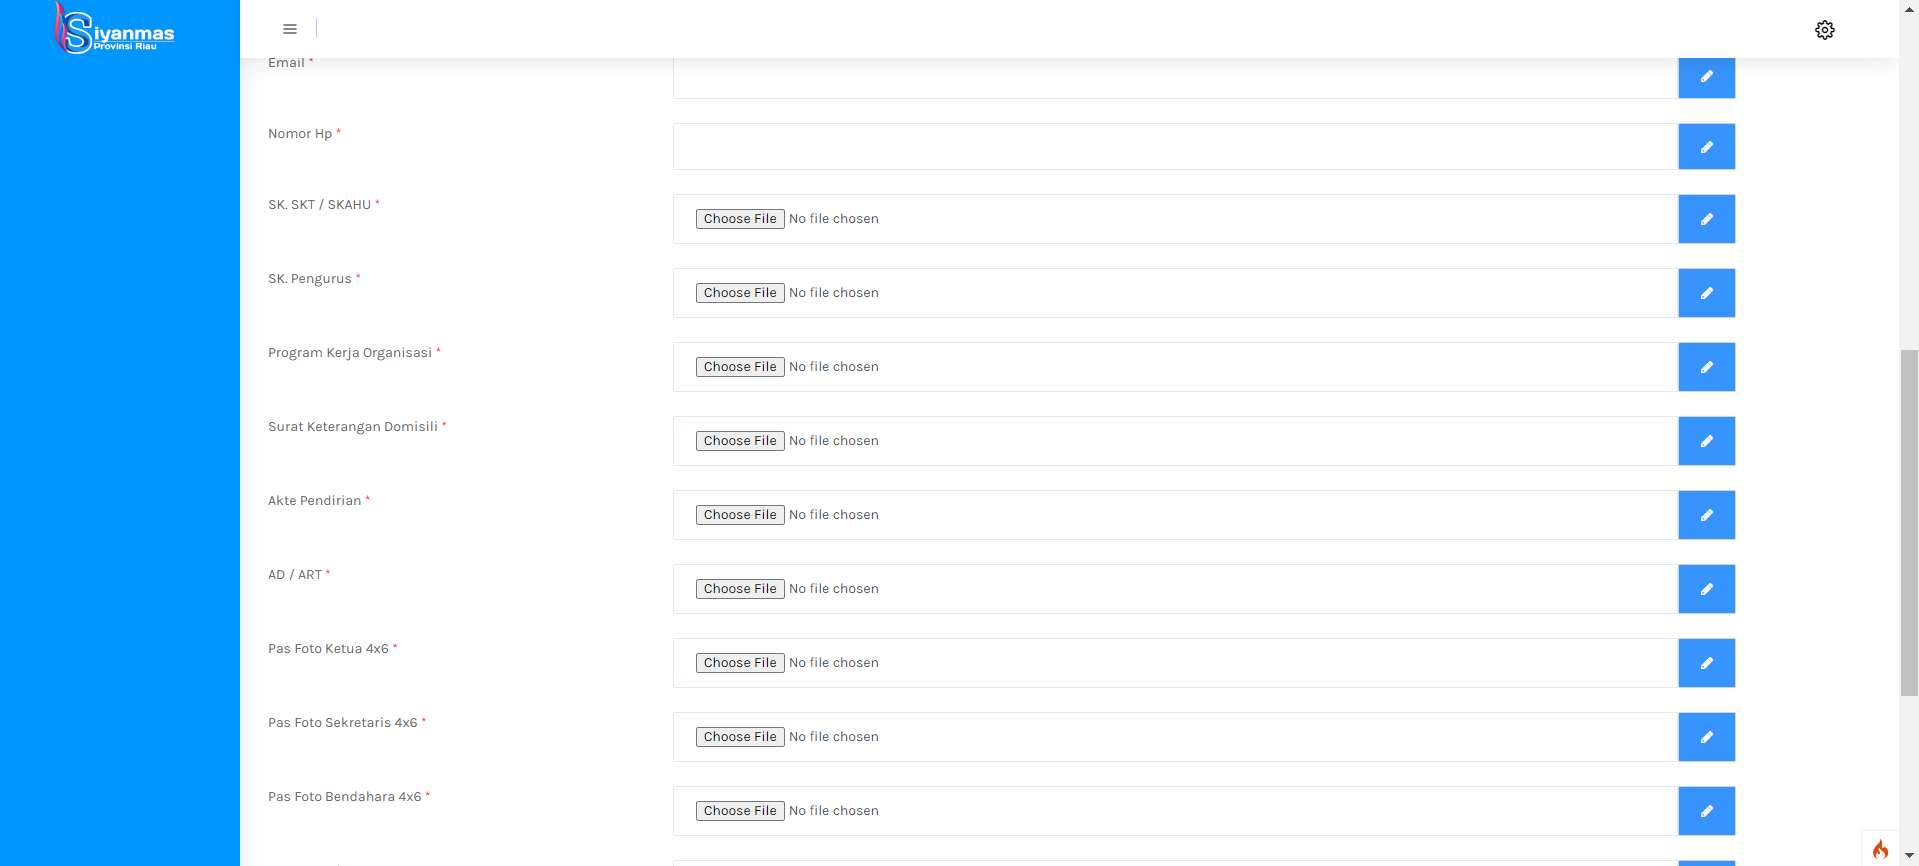 Siyanmas
Provinsi Riau
Email *
Nomor Hp *
SK. SKT / SKAHU *
Choose File No file chosen
SK. Pengurus *
Choose File No file chosen
Program Kerja Organisasi *
Choose File No file chosen
Surat Keterangan Domisili *
Choose File No file chosen
Akte Pendirian *
Choose File No file chosen
AD / ART *
Choose File No file chosen
Pas Foto Ketua 4x6 *
Choose File No file chosen
Pas Foto Sekretaris 4x6 *
Choose File No file chosen
Pas Foto Bendahara 4x6 *
Choose File No file chosen